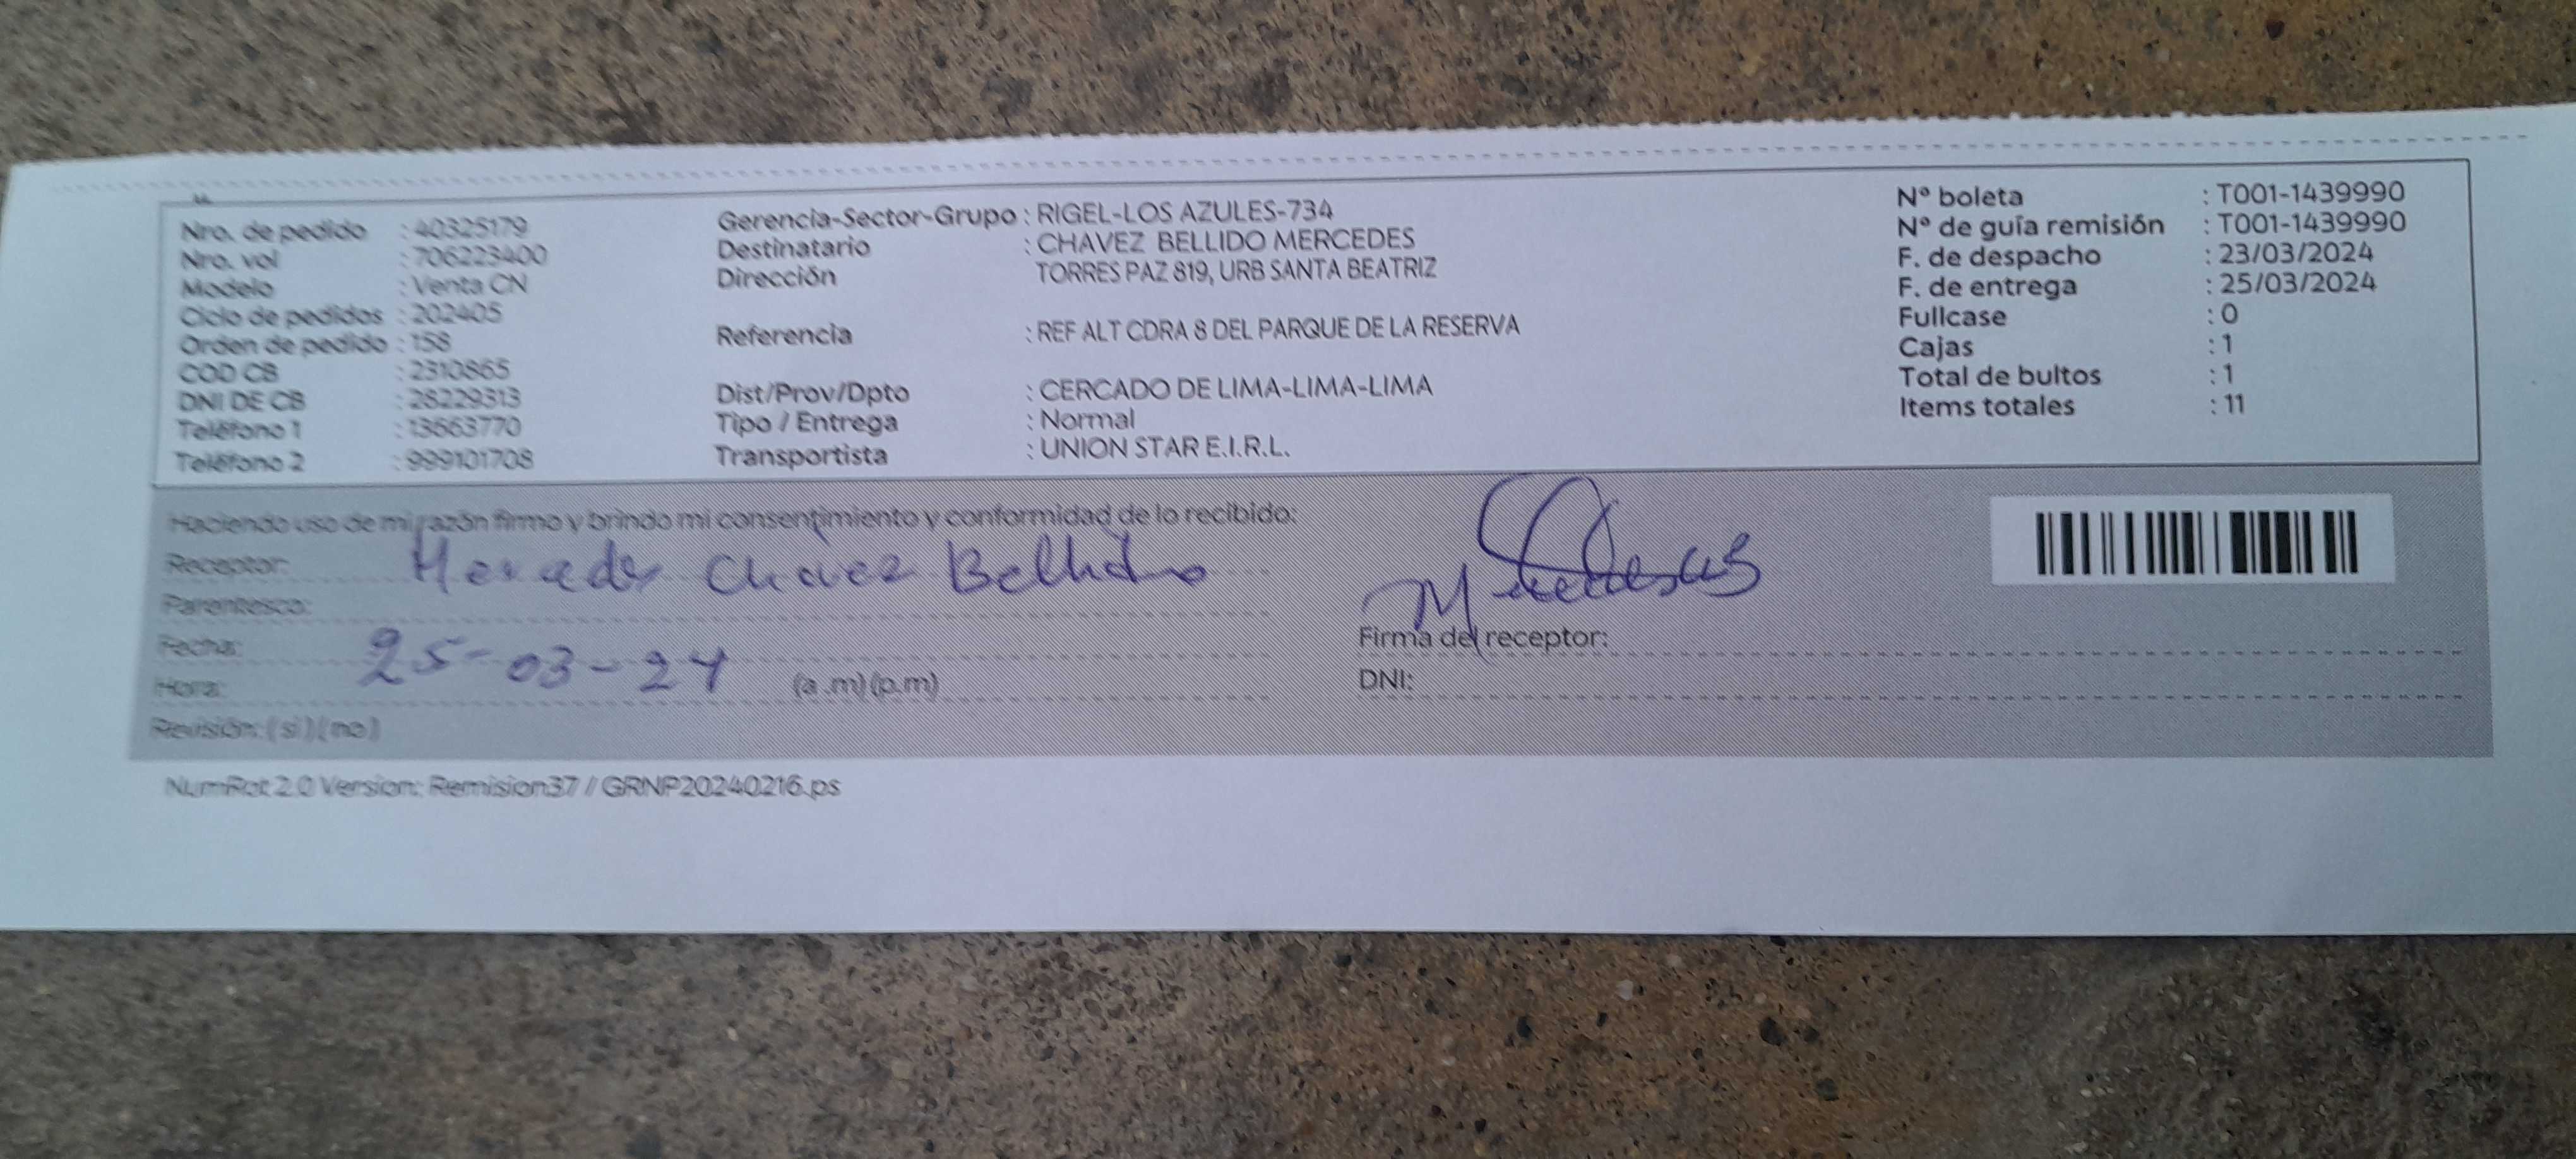 Nro. de pedido : 40325179
Nro. vol : 706223400
Modelo : Venta CN
Ciclo de pedidos : 202405
Orden de pedido : 158
COD CB : 2310865
DNI DE CB : 28229313
Teléfono 1 : 13663770
Teléfono 2 : 999101708
Gerencia-Sector-Grupo : RIGEL-LOS AZULES-734
Destinatario : CHAVEZ BELLIDO MERCEDES
Dirección TORRES PAZ 819, URB SANTA BEATRIZ
Referencia : REF ALT CDRA 8 DEL PARQUE DE LA RESERVA
Dist/Prov/Dpto : CERCADO DE LIMA-LIMA-LIMA
Tipo / Entrega : Normal
Transportista : UNION STAR E.I.R.L.
N° boleta : T001-1439990
N° de guía remisión : T001-1439990
F. de despacho : 23/03/2024
F. de entrega : 25/03/2024
Fullcase : 0
Cajas : 1
Total de bultos : 1
Items totales : 11
Haciendo uso de mi razón firmo y brindo mi consentimiento y conformidad de lo recibido:
Receptor: Mercedes Chavez Bellido
Parentesco:
Fecha: 25-03-24
Hora: (a .m) (p.m)
Revisión: ( si ) ( no )
Firma del receptor:
DNI:
NumRot 2.0 Version: Remision37 / GRNP20240216.ps